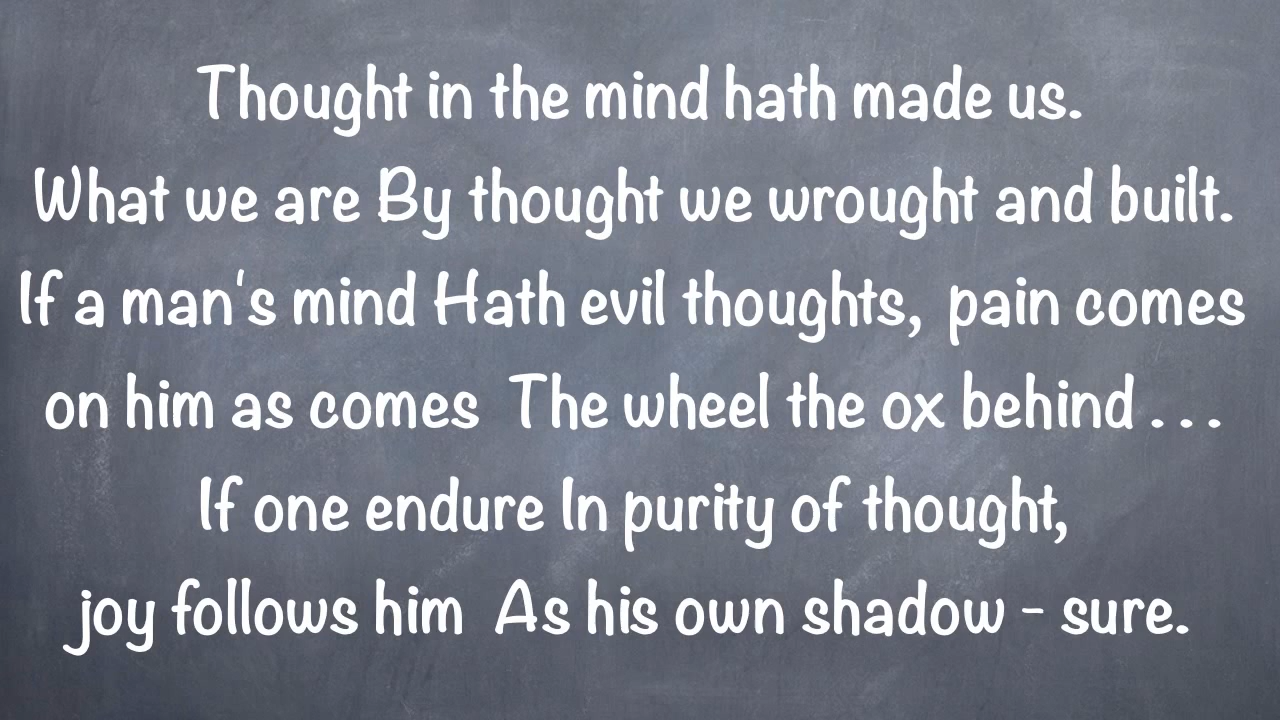 Thought in the mind hath made us.
What we are By thought we wrought and built.
If a man's mind Hath evil thoughts, pain comes
on him as comes The wheel the ox behind . . .
If one endure In purity of thought,
joy follows him As his own shadow - sure.